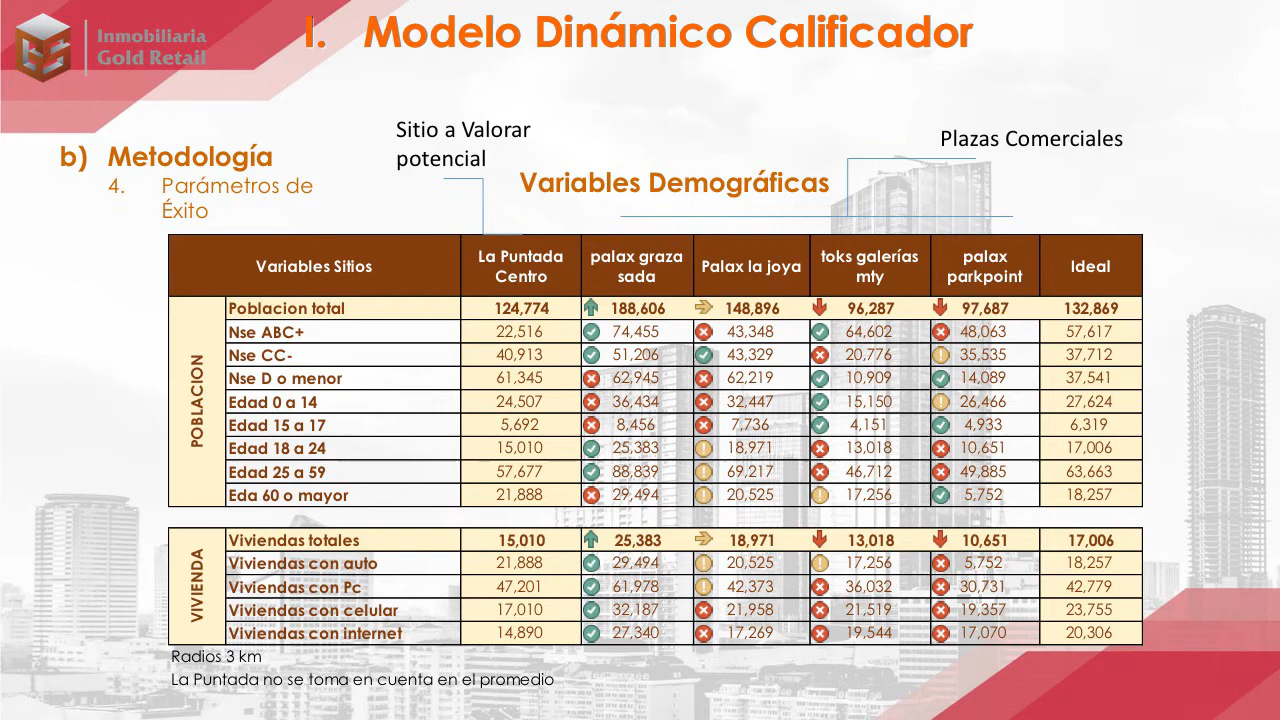 Inmobiliaria
Gold Retail
I. Modelo Dinámico Calificador
b) Metodología
4. Parámetros de
Éxito
Sitio a Valorar
potencial
Plazas Comerciales
Variables Demográficas
Variables Sitios La Puntada Centro palax graza sada Palax la joya toks galerías mty palax parkpoint Ideal
POBLACION
Poblacion total 124,774 188,606 148,896 96,287 97,687 132,869
Nse ABC+ 22,516 74,455 43,348 64,602 48,063 57,617
Nse CC- 40,913 51,206 43,329 20,776 35,535 37,712
Nse D o menor 61,345 62,945 62,219 10,909 14,089 37,541
Edad 0 a 14 24,507 36,434 32,447 15,150 26,466 27,624
Edad 15 a 17 5,692 8,456 7,736 4,151 4,933 6,319
Edad 18 a 24 15,010 25,383 18,971 13,018 10,651 17,006
Edad 25 a 59 57,677 88,839 69,217 46,712 49,885 63,663
Eda 60 o mayor 21,888 29,494 20,525 17,256 5,752 18,257
VIVIENDA
Viviendas totales 15,010 25,383 18,971 13,018 10,651 17,006
Viviendas con auto 21,888 29,494 20,525 17,256 5,752 18,257
Viviendas con Pc 47,201 61,978 42,373 36,032 30,731 42,779
Viviendas con celular 17,010 32,187 21,958 21,519 19,357 23,755
Viviendas con internet 14,890 27,340 17,269 19,544 17,070 20,306
Radios 3 km
La Puntada no se toma en cuenta en el promedio